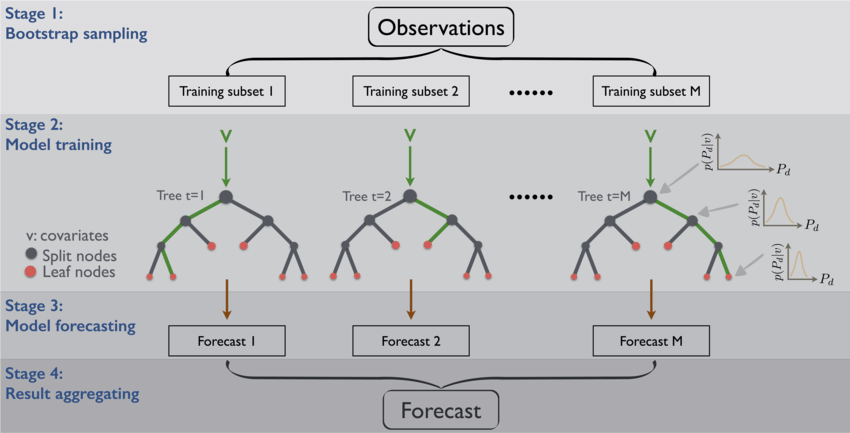 Stage 1:
Bootstrap sampling
Observations
Training subset 1
Training subset 2
......
Training subset M
Stage 2:
Model training
v
v
v
p(P_d|v)
P_d
Tree t=1
Tree t=2
......
Tree t=M
p(P_d|v)
P_d
v: covariates
Split nodes
Leaf nodes
p(P_d|v)
P_d
Stage 3:
Model forecasting
Forecast 1
Forecast 2
Forecast M
Stage 4:
Result aggregating
Forecast